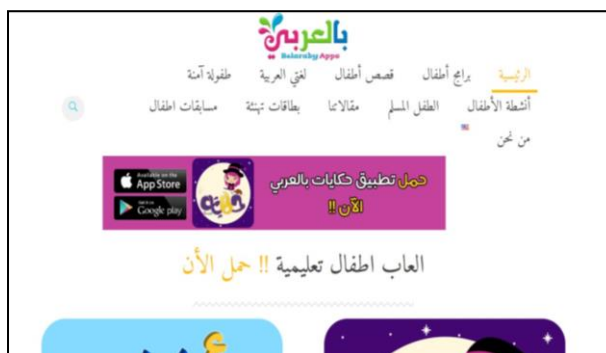 بالعربي
Belaraby Apps
الرئيسية برامج أطفال قصص أطفال لغتي العربية طفولة آمنة
أنشطة الأطفال الطفل المسلم مقالاتنا بطاقات تهنئة مسابقات اطفال
من نحن
حمل تطبيق حكايات بالعربي
الآن !!
Available on the
App Store
Get it on
Google play
العاب اطفال تعليمية !! حمل الأن